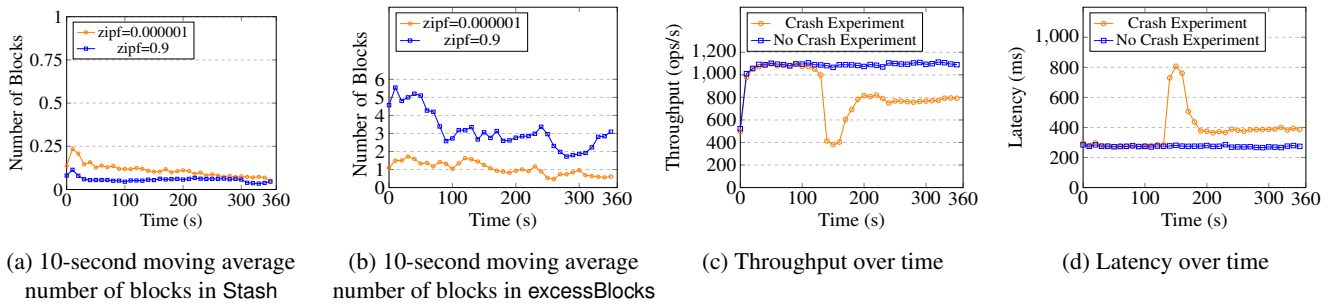 zipf=0.000001
zipf=0.9
Number of Blocks
1
0.75
0.5
0.25
0
0
100
200
300
360
Time (s)
(a) 10-second moving average
number of blocks in Stash
zipf=0.000001
zipf=0.9
Number of Blocks
6
5
4
3
2
1
0
0
100
200
300
360
Time (s)
(b) 10-second moving average
number of blocks in excessBlocks
Crash Experiment
No Crash Experiment
Throughput (ops/s)
1,200
1,000
800
600
400
200
0
0
100
200
300
360
Time (s)
(c) Throughput over time
Crash Experiment
No Crash Experiment
Latency (ms)
1,000
800
600
400
200
0
0
100
200
300
360
Time (s)
(d) Latency over time